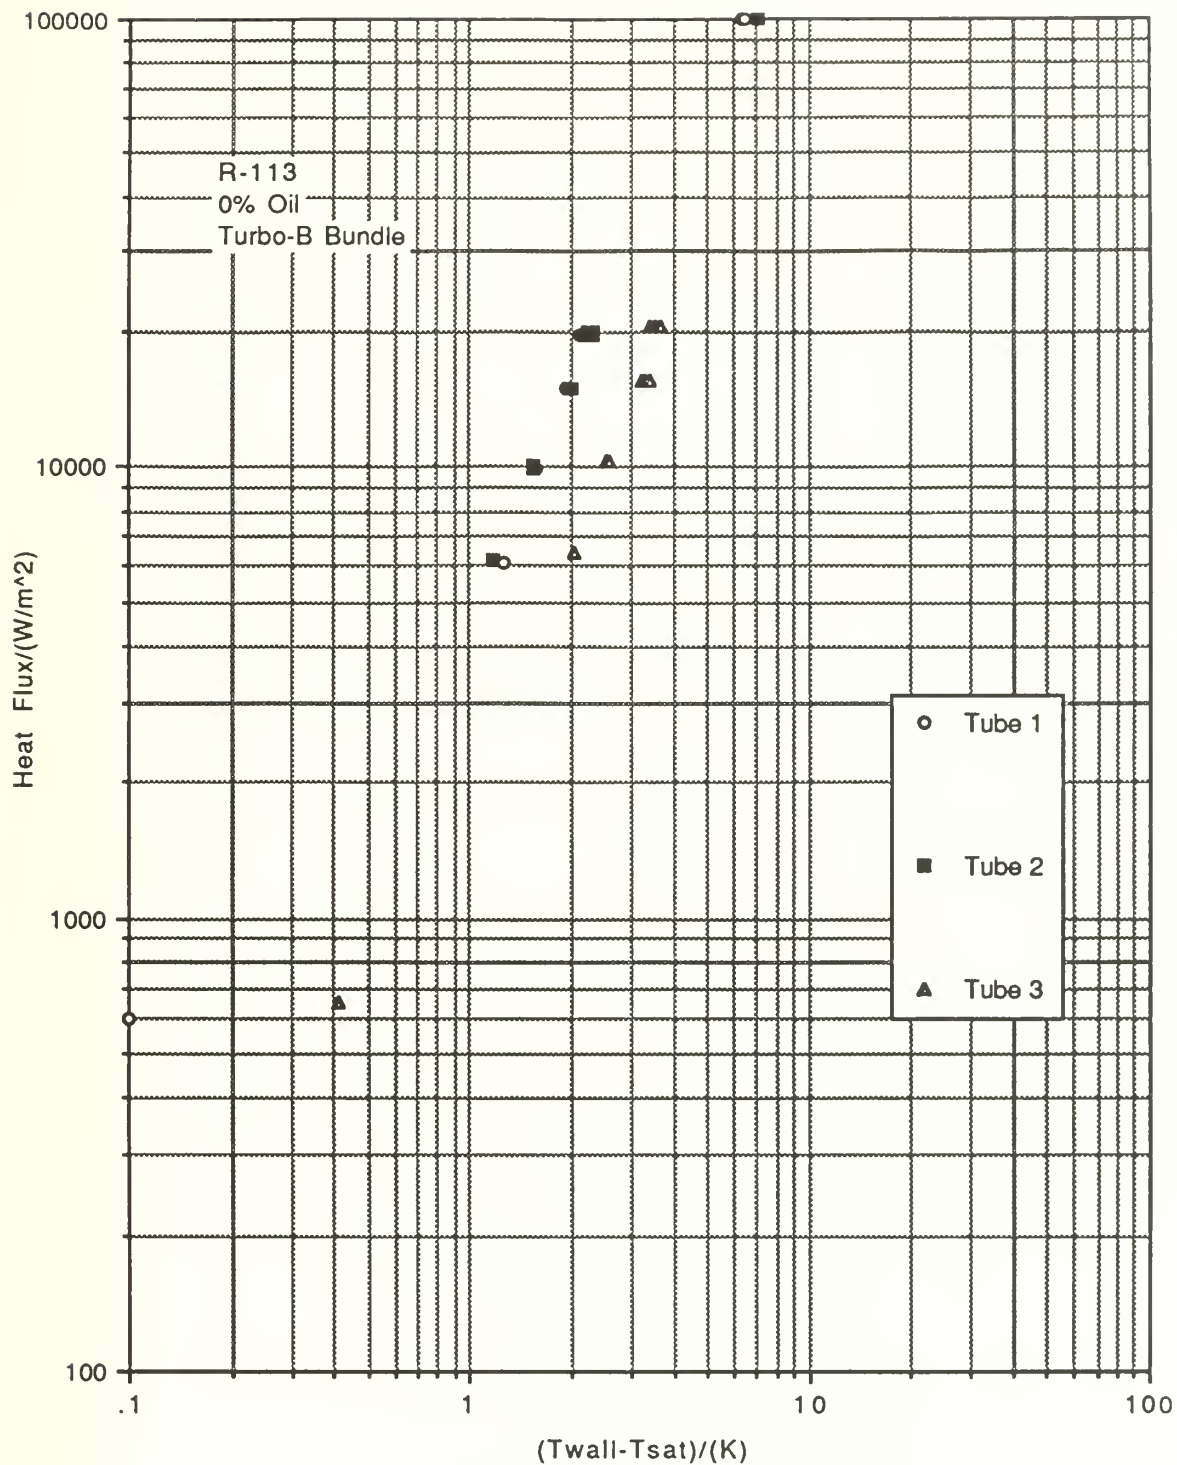 100000
R-113
0% Oil
Turbo-B Bundle
10000
Heat Flux/(W/m^2)
Tube 1
Tube 2
1000
Tube 3
100
.1 1 10 100
(Twall-Tsat)/(K)